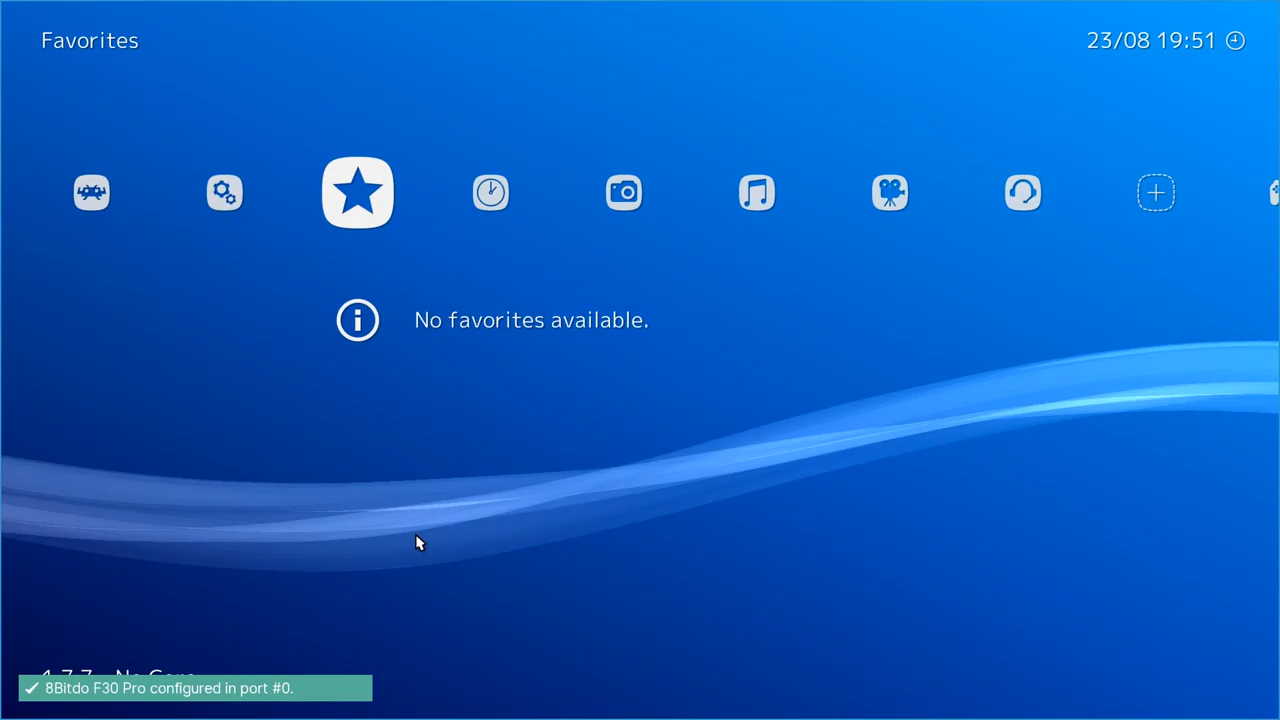 Favorites
23/08 19:51
No favorites available.
8Bitdo F30 Pro configured in port #0.